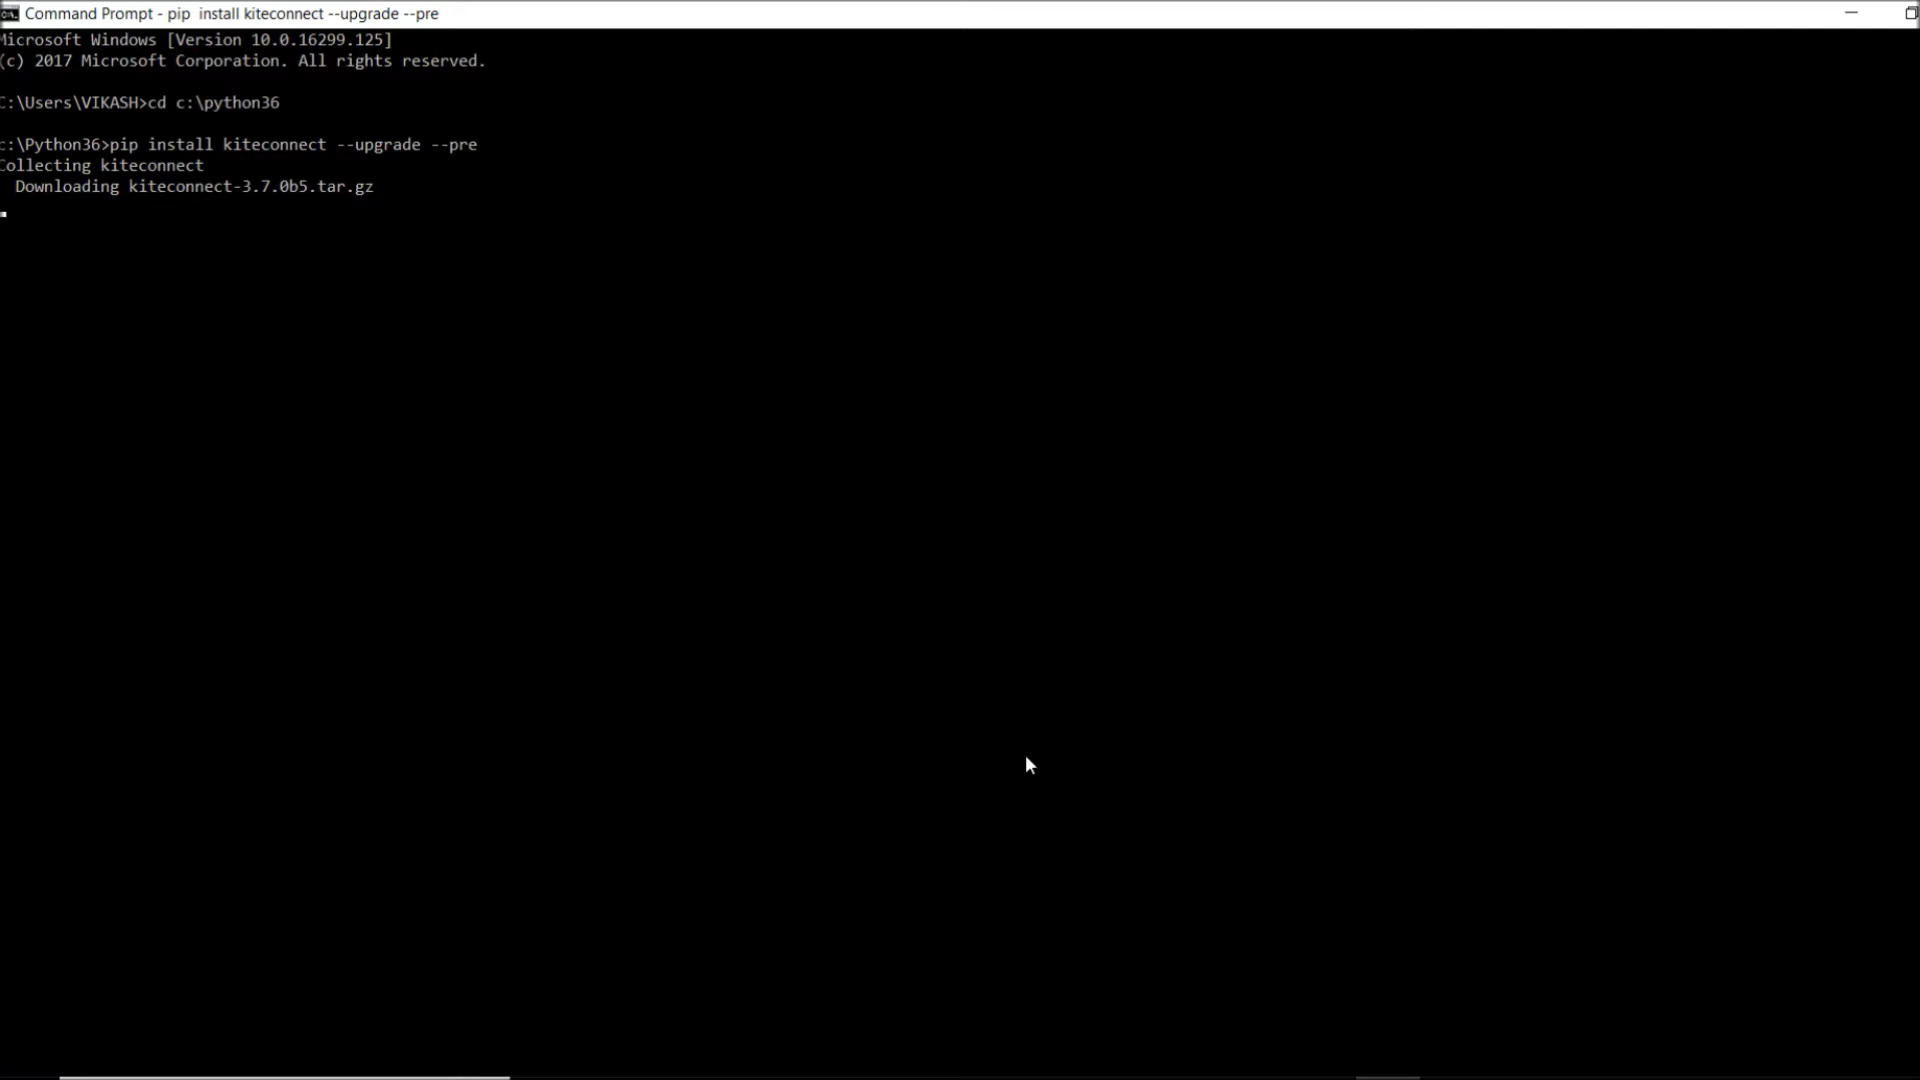 Command Prompt - pip  install kiteconnect --upgrade --pre
Microsoft Windows [Version 10.0.16299.125]
(c) 2017 Microsoft Corporation. All rights reserved.
C:\Users\VIKASH>cd c:\python36
c:\Python36>pip install kiteconnect --upgrade --pre
Collecting kiteconnect
  Downloading kiteconnect-3.7.0b5.tar.gz